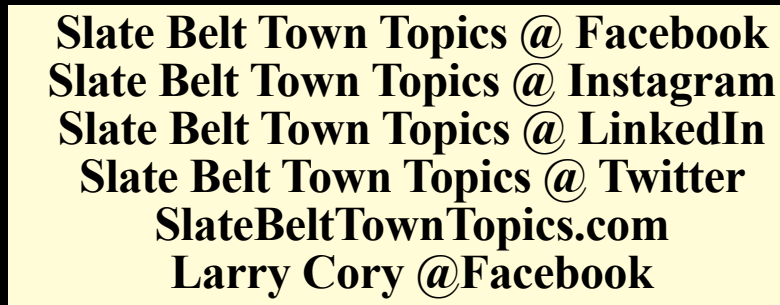 Slate Belt Town Topics @ Facebook
Slate Belt Town Topics @ Instagram
Slate Belt Town Topics @ LinkedIn
Slate Belt Town Topics @ Twitter
SlateBeltTownTopics.com
Larry Cory @Facebook